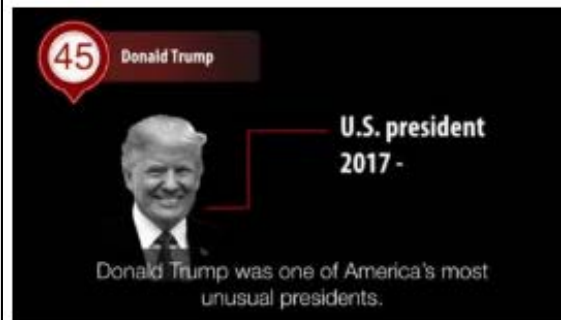 45
Donald Trump
U.S. president
2017 -
Donald Trump was one of America's most
unusual presidents.